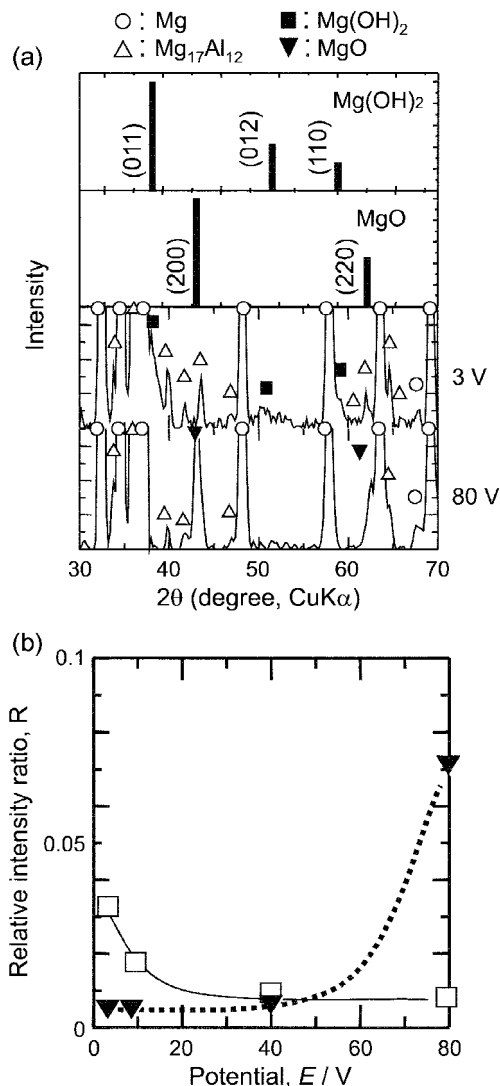 ○ : Mg ■ : Mg(OH)₂
△ : Mg₁₇Al₁₂ ▼ : MgO
(a)
Mg(OH)₂
(011)
(012)
(110)
MgO
(200)
(220)
Intensity
3 V
80 V
30 40 50 60 70
2θ (degree, CuKα)
(b)
0.1
0.05
0
Relative intensity ratio, R
0 20 40 60 80
Potential, E / V